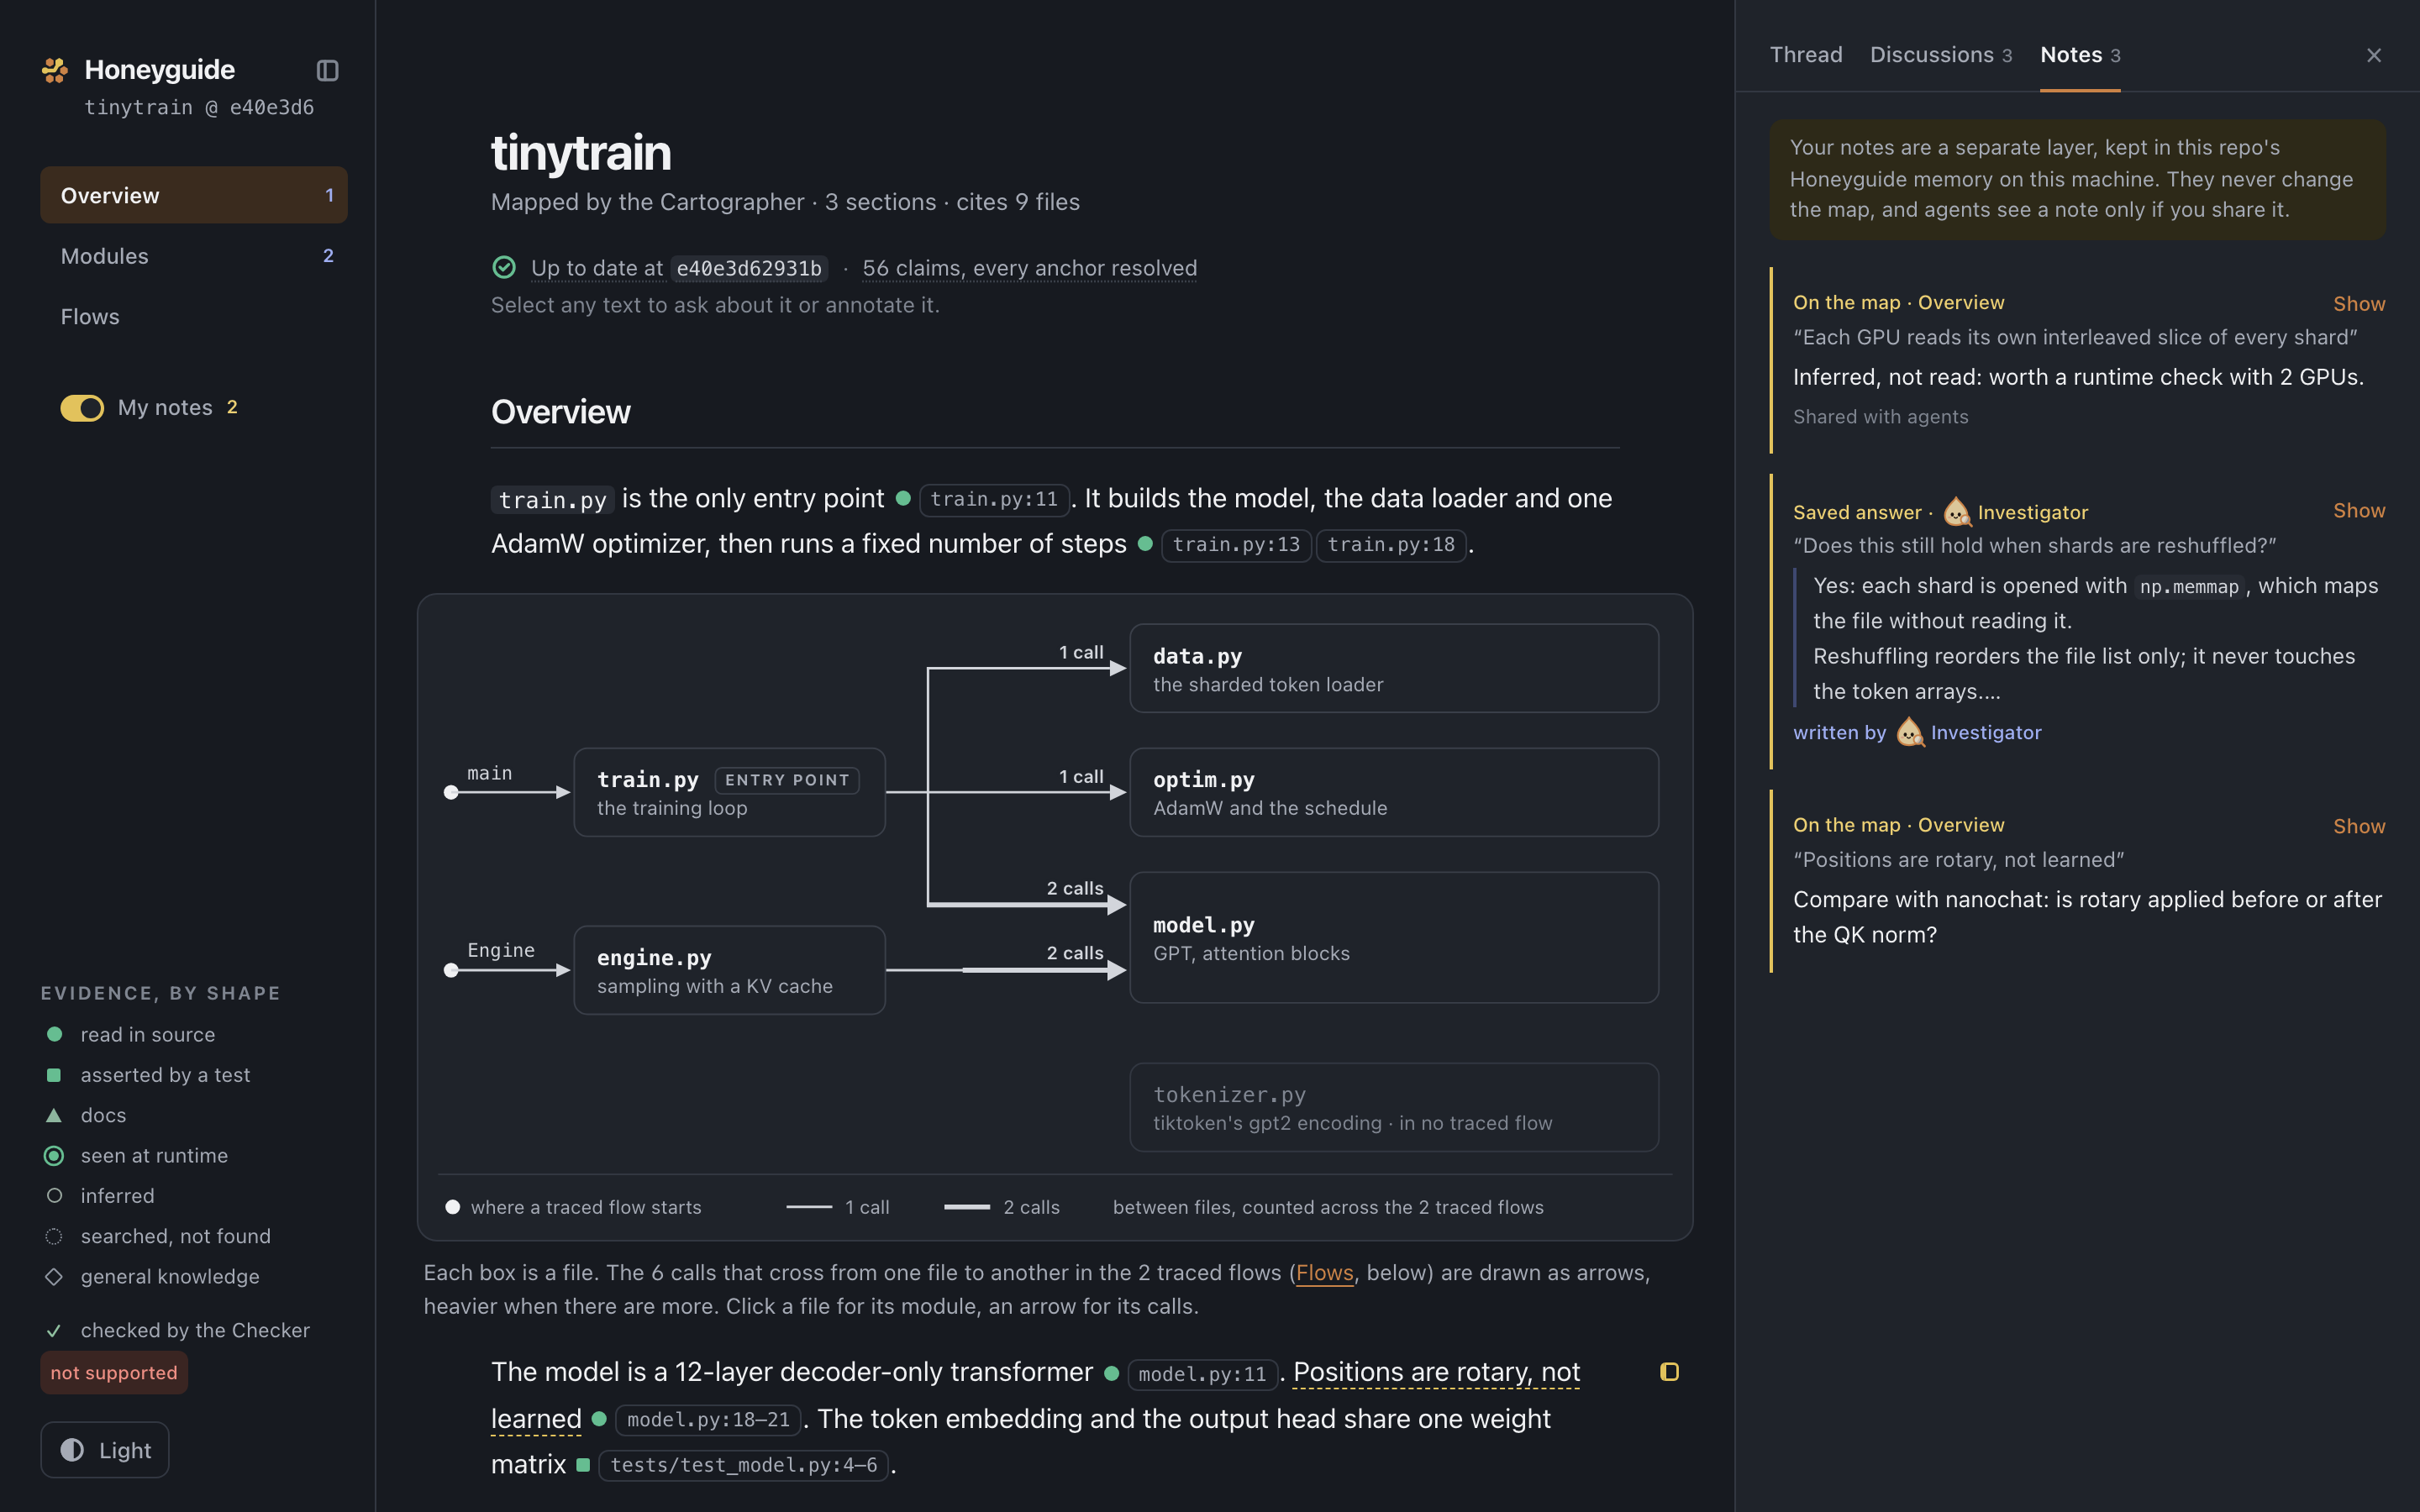 Honeyguide
tinytrain @ e40e3d6
Overview 1
Modules 2
Flows
My notes 2
EVIDENCE, BY SHAPE
read in source
asserted by a test
docs
seen at runtime
inferred
searched, not found
general knowledge
checked by the Checker
not supported
Light
tinytrain
Mapped by the Cartographer · 3 sections · cites 9 files
Up to date at e40e3d62931b · 56 claims, every anchor resolved
Select any text to ask about it or annotate it.
Overview
train.py is the only entry point train.py:11. It builds the model, the data loader and one
AdamW optimizer, then runs a fixed number of steps train.py:13 train.py:18.
1 call
data.py
the sharded token loader
main
train.py ENTRY POINT
the training loop
1 call
optim.py
AdamW and the schedule
2 calls
Engine
engine.py
sampling with a KV cache
2 calls
model.py
GPT, attention blocks
tokenizer.py
tiktoken's gpt2 encoding · in no traced flow
where a traced flow starts 1 call 2 calls between files, counted across the 2 traced flows
Each box is a file. The 6 calls that cross from one file to another in the 2 traced flows (Flows, below) are drawn as arrows,
heavier when there are more. Click a file for its module, an arrow for its calls.
The model is a 12-layer decoder-only transformer model.py:11. Positions are rotary, not
learned model.py:18–21. The token embedding and the output head share one weight
matrix tests/test_model.py:4–6.
Thread Discussions 3 Notes 3 ×
Your notes are a separate layer, kept in this repo's
Honeyguide memory on this machine. They never change
the map, and agents see a note only if you share it.
On the map · Overview Show
“Each GPU reads its own interleaved slice of every shard”
Inferred, not read: worth a runtime check with 2 GPUs.
Shared with agents
Saved answer · Investigator Show
“Does this still hold when shards are reshuffled?”
Yes: each shard is opened with np.memmap, which maps
the file without reading it.
Reshuffling reorders the file list only; it never touches
the token arrays....
written by Investigator
On the map · Overview Show
“Positions are rotary, not learned”
Compare with nanochat: is rotary applied before or after
the QK norm?